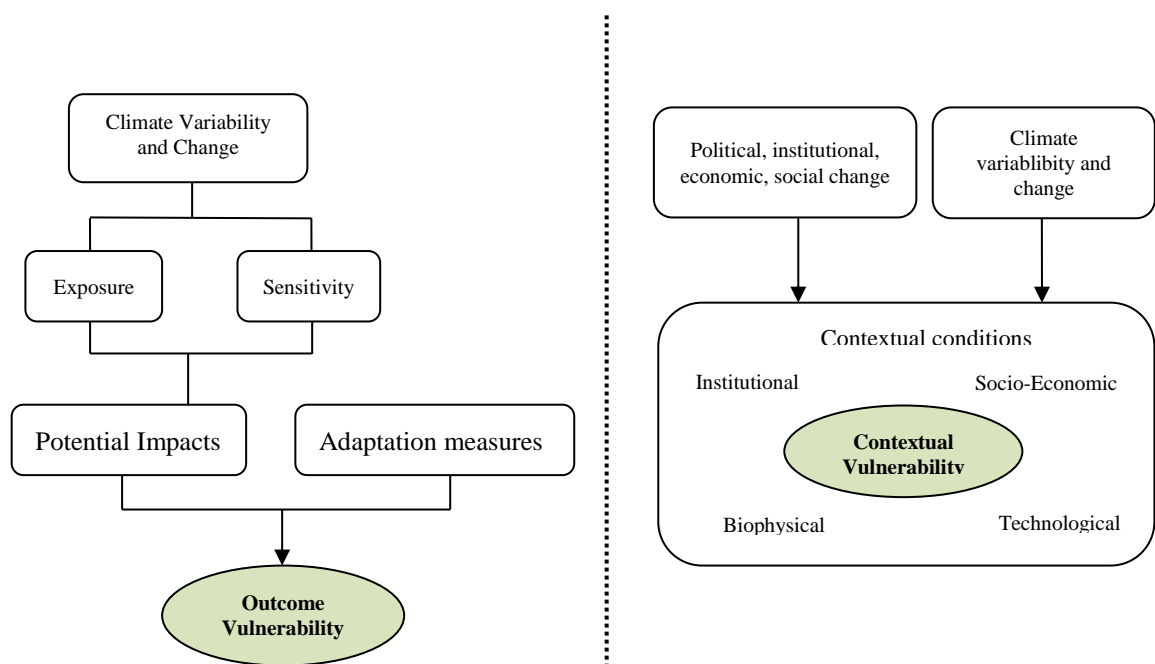 Climate Variability
and Change
Exposure
Sensitivity
Potential Impacts
Adaptation measures
Outcome
Vulnerability
Political, institutional,
economic, social change
Climate
variablibity and
change
Contextual conditions
Institutional
Socio-Economic
Contextual
Vulnerability
Biophysical
Technological